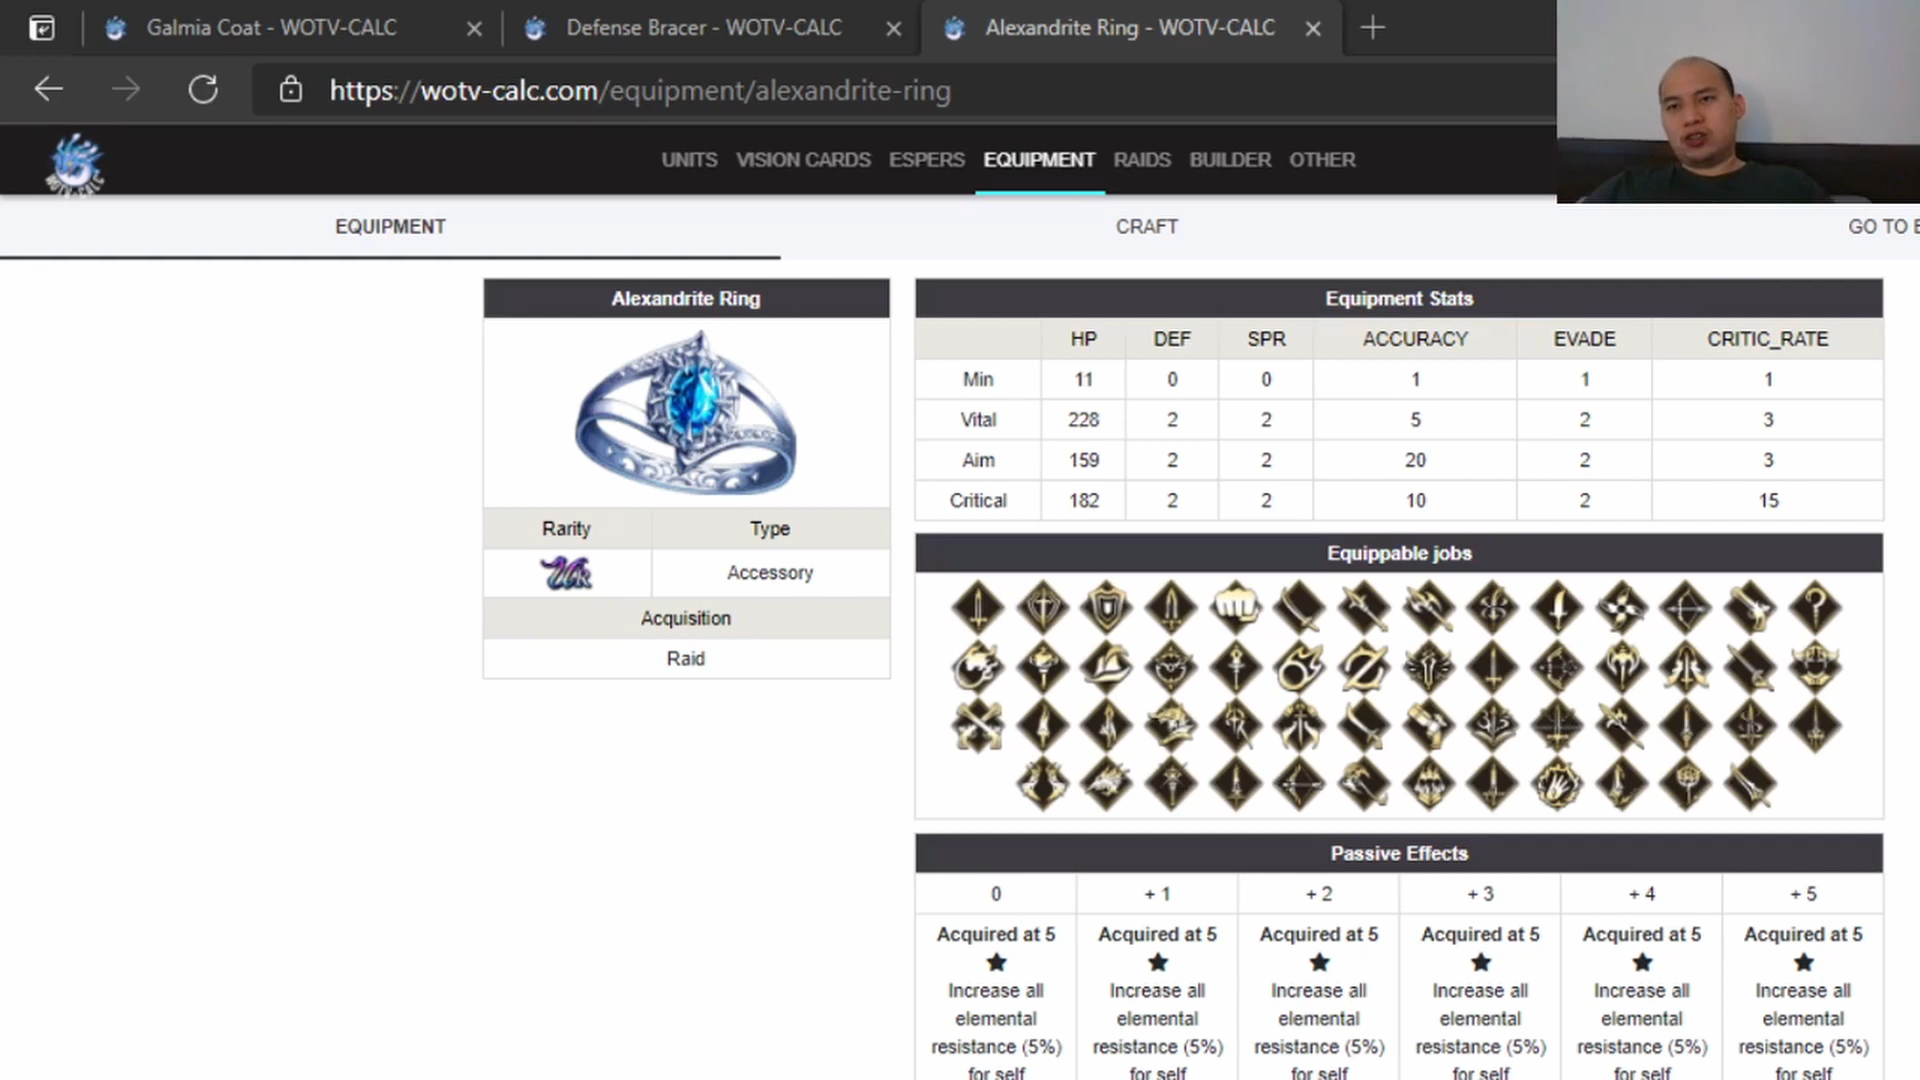 Galmia Coat - WOTV-CALC
Defense Bracer - WOTV-CALC
Alexandrite Ring - WOTV-CALC
https://wotv-calc.com/equipment/alexandrite-ring
WOTV-CALC
UNITS VISION CARDS ESPERS EQUIPMENT RAIDS BUILDER OTHER
EQUIPMENT CRAFT GO TO E
Alexandrite Ring
Rarity Type
UR Accessory
Acquisition
Raid
Equipment Stats
HP DEF SPR ACCURACY EVADE CRITIC_RATE
Min 11 0 0 1 1 1
Vital 228 2 2 5 2 3
Aim 159 2 2 20 2 3
Critical 182 2 2 10 2 15
Equippable jobs
Passive Effects
0 + 1 + 2 + 3 + 4 + 5
Acquired at 5 Acquired at 5 Acquired at 5 Acquired at 5 Acquired at 5 Acquired at 5
★ ★ ★ ★ ★ ★
Increase all Increase all Increase all Increase all Increase all Increase all
elemental elemental elemental elemental elemental elemental
resistance (5%) resistance (5%) resistance (5%) resistance (5%) resistance (5%) resistance (5%)
for self for self for self for self for self for self